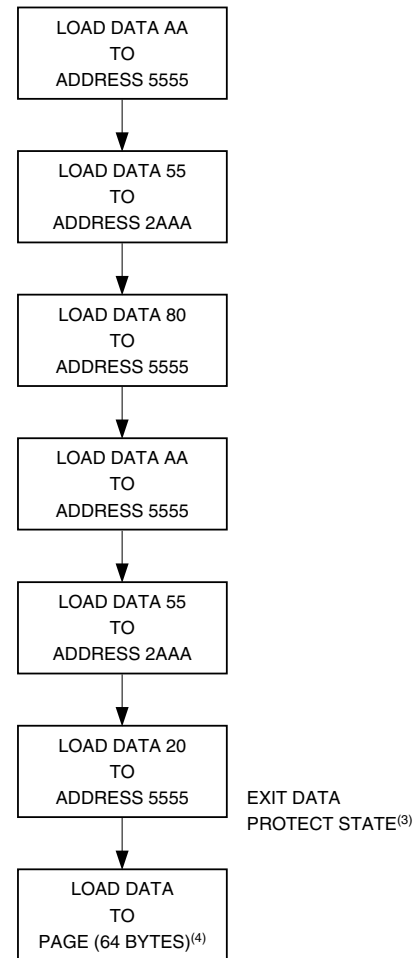 LOAD DATA AA
TO
ADDRESS 5555
LOAD DATA 55
TO
ADDRESS 2AAA
LOAD DATA 80
TO
ADDRESS 5555
LOAD DATA AA
TO
ADDRESS 5555
LOAD DATA 55
TO
ADDRESS 2AAA
LOAD DATA 20
TO
ADDRESS 5555
EXIT DATA
PROTECT STATE(3)
LOAD DATA
TO
PAGE (64 BYTES)(4)